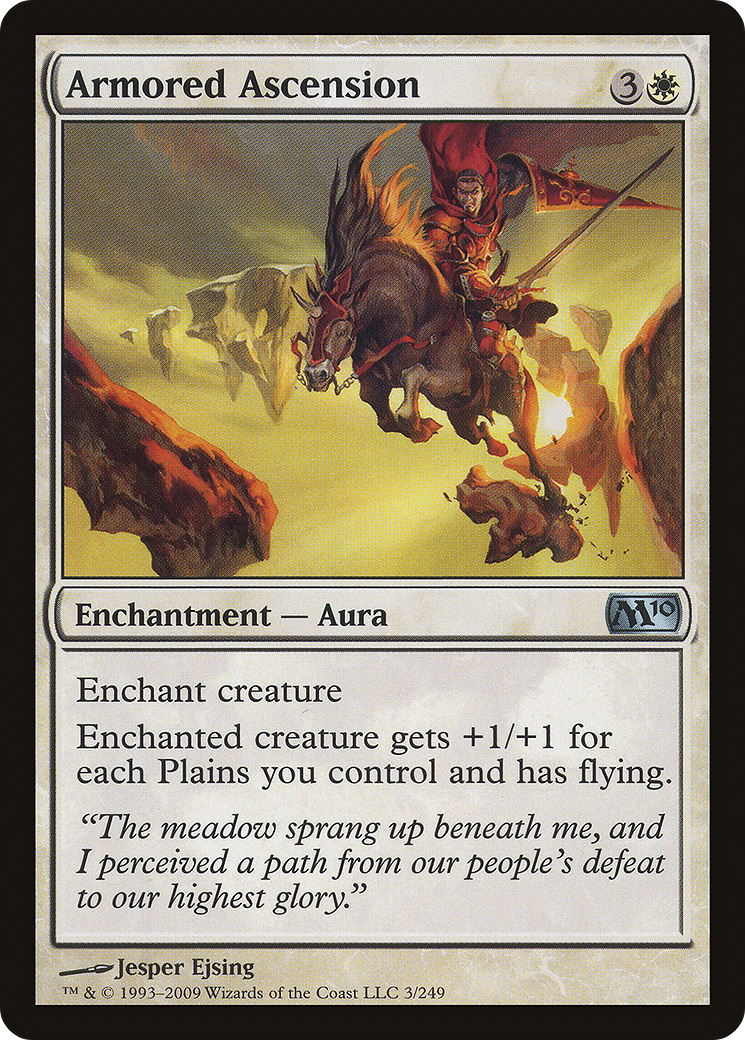 Armored Ascension
3
Enchantment — Aura
M10
Enchant creature
Enchanted creature gets +1/+1 for
each Plains you control and has flying.
“The meadow sprang up beneath me, and
I perceived a path from our people’s defeat
to our highest glory.”
Jesper Ejsing
™ & © 1993–2009 Wizards of the Coast LLC 3/249